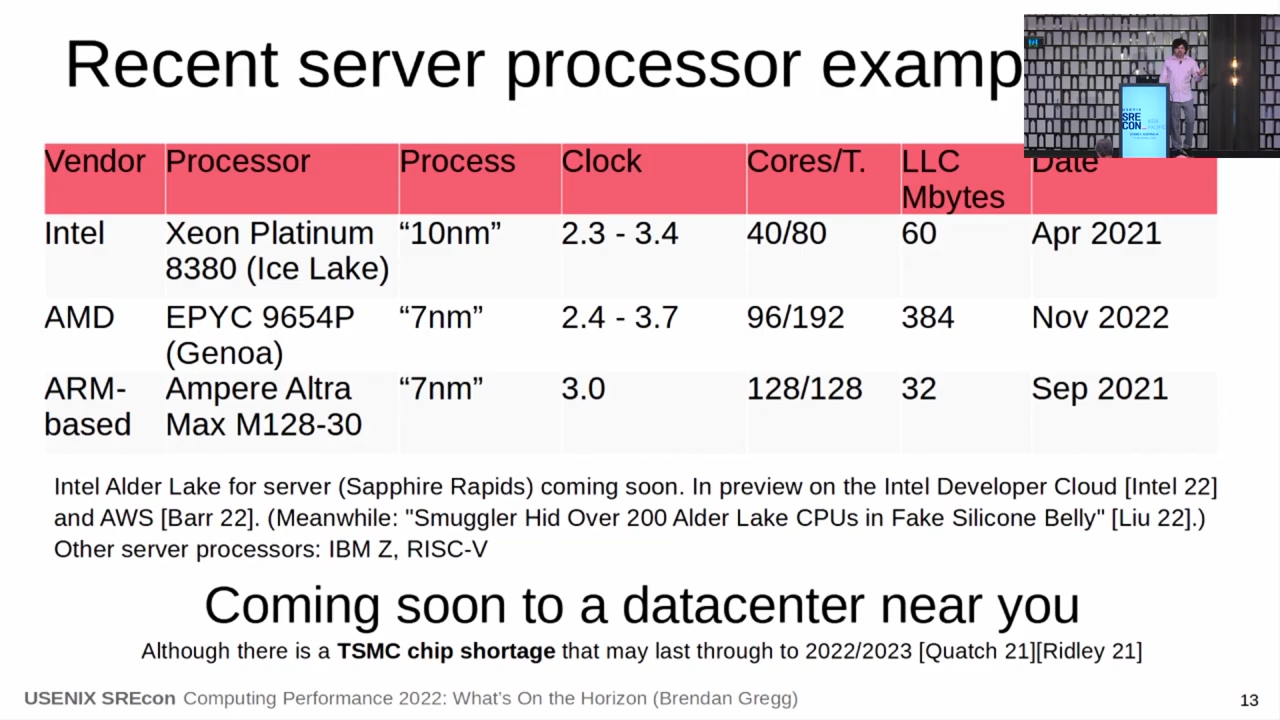 Recent server processor examp
Vendor Processor Process Clock Cores/T. LLC Mbytes Date
Intel Xeon Platinum 8380 (Ice Lake) “10nm” 2.3 - 3.4 40/80 60 Apr 2021
AMD EPYC 9654P (Genoa) “7nm” 2.4 - 3.7 96/192 384 Nov 2022
ARM-based Ampere Altra Max M128-30 “7nm” 3.0 128/128 32 Sep 2021
Intel Alder Lake for server (Sapphire Rapids) coming soon. In preview on the Intel Developer Cloud [Intel 22]
and AWS [Barr 22]. (Meanwhile: "Smuggler Hid Over 200 Alder Lake CPUs in Fake Silicone Belly" [Liu 22].)
Other server processors: IBM Z, RISC-V
Coming soon to a datacenter near you
Although there is a TSMC chip shortage that may last through to 2022/2023 [Quatch 21][Ridley 21]
USENIX SREcon Computing Performance 2022: What’s On the Horizon (Brendan Gregg)
13
USENIX
SRE
CON